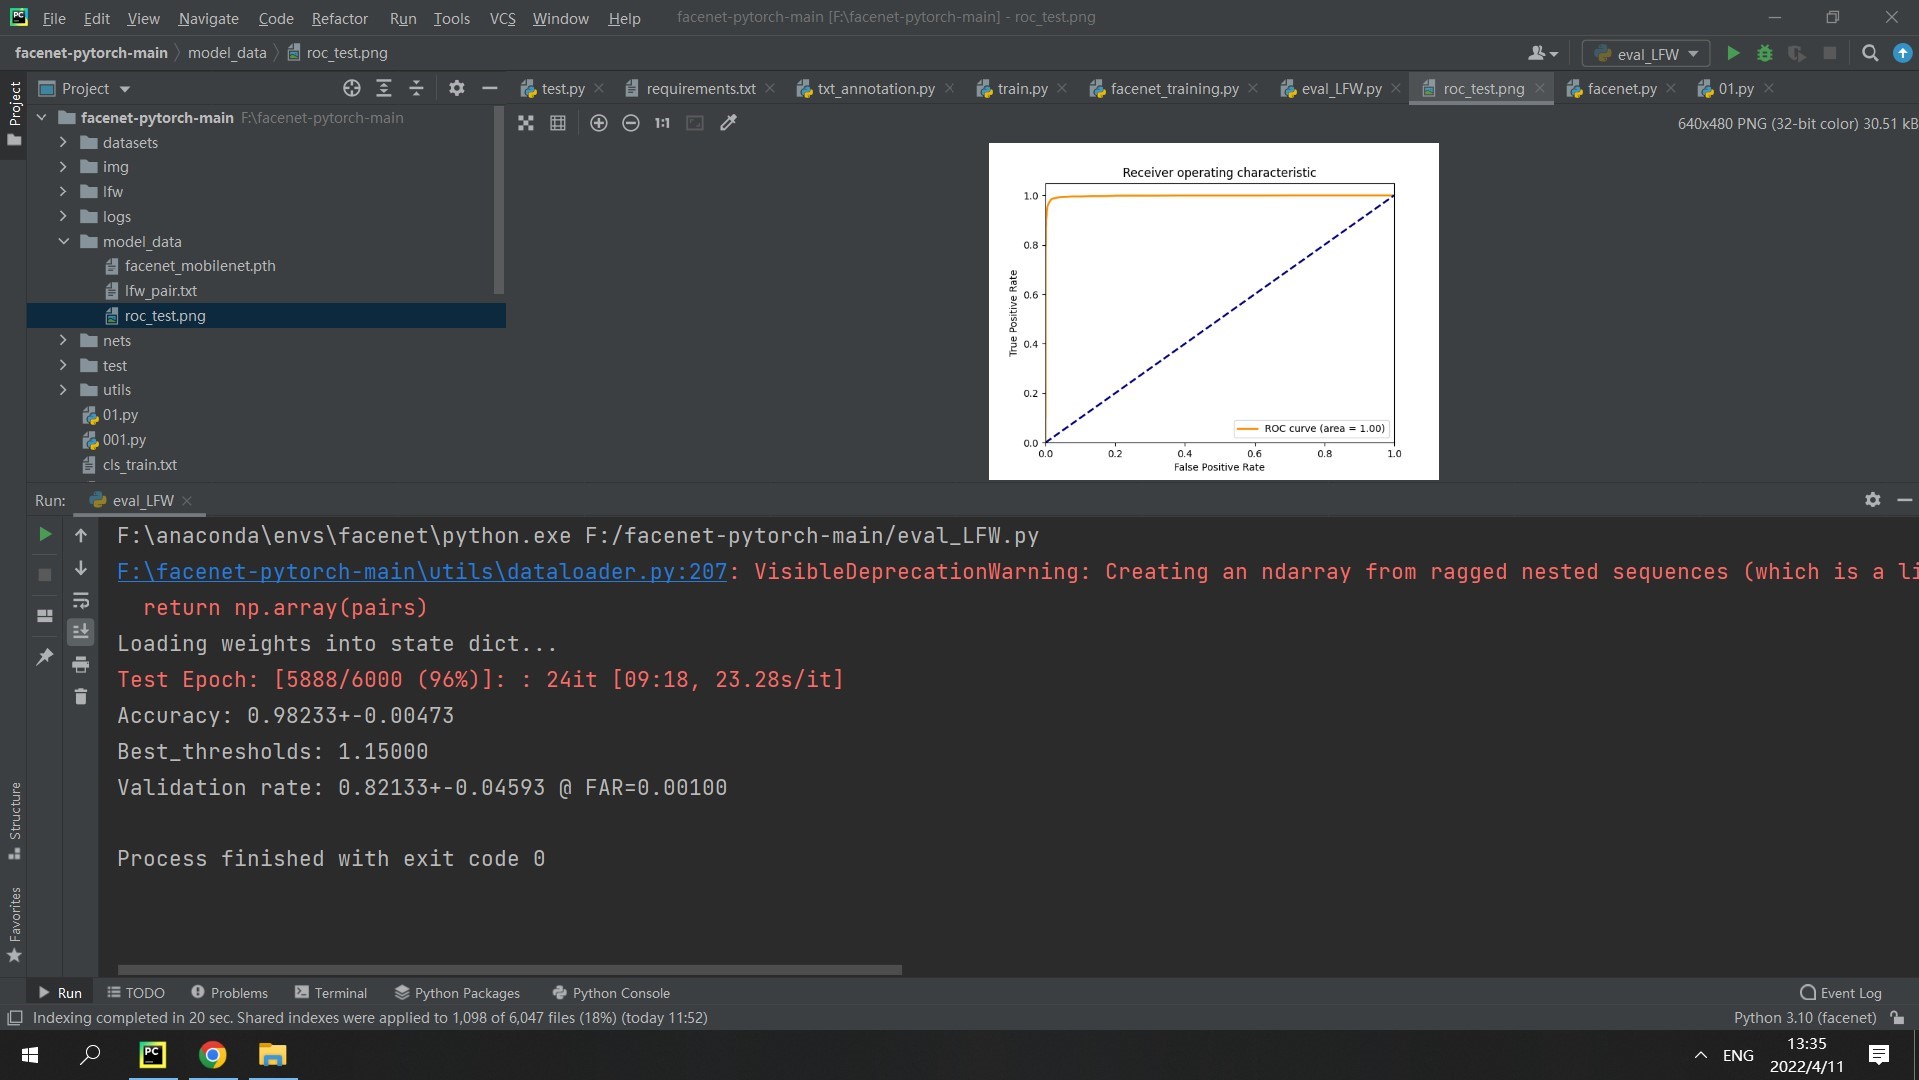 PC File Edit View Navigate Code Refactor Run Tools VCS Window Help facenet-pytorch-main [F:\facenet-pytorch-main] - roc_test.png
facenet-pytorch-main model_data roc_test.png eval_LFW
Project
Project
test.py requirements.txt txt_annotation.py train.py facenet_training.py eval_LFW.py roc_test.png facenet.py 01.py
facenet-pytorch-main F:\facenet-pytorch-main
datasets
img
lfw
logs
model_data
facenet_mobilenet.pth
lfw_pair.txt
roc_test.png
nets
test
utils
01.py
001.py
cls_train.txt
1:1
640x480 PNG (32-bit color) 30.51 kB
Receiver operating characteristic
True Positive Rate
1.0
0.8
0.6
0.4
0.2
0.0
ROC curve (area = 1.00)
0.0 0.2 0.4 0.6 0.8 1.0
False Positive Rate
Run: eval_LFW
F:\anaconda\envs\facenet\python.exe F:/facenet-pytorch-main/eval_LFW.py
F:\facenet-pytorch-main\utils\dataloader.py:207: VisibleDeprecationWarning: Creating an ndarray from ragged nested sequences (which is a li
return np.array(pairs)
Loading weights into state dict...
Test Epoch: [5888/6000 (96%)]: : 24it [09:18, 23.28s/it]
Accuracy: 0.98233+-0.00473
Best_thresholds: 1.15000
Validation rate: 0.82133+-0.04593 @ FAR=0.00100
Process finished with exit code 0
Structure
Favorites
Run TODO Problems Terminal Python Packages Python Console Event Log
Indexing completed in 20 sec. Shared indexes were applied to 1,098 of 6,047 files (18%) (today 11:52) Python 3.10 (facenet)
PC ENG 13:35
2022/4/11